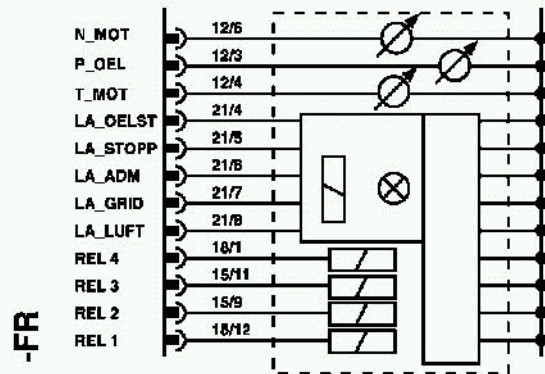 N_MOT 12/6
P_OEL 12/3
T_MOT 12/4
LA_OELST 21/4
LA_STOPP 21/5
LA_ADM 21/6
LA_GRID 21/7
LA_LUFT 21/8
REL 4 18/1
REL 3 15/11
REL 2 15/9
REL 1 18/12
-FR